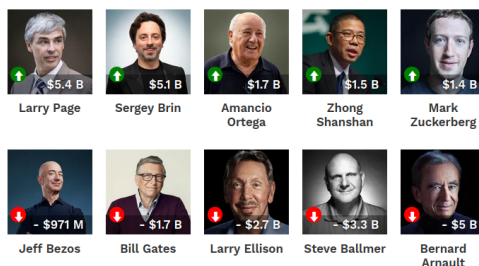 $5.4 B
$5.1 B
$1.7 B
$1.5 B
$1.4 B
Larry Page
Sergey Brin
Amancio
Ortega
Zhong
Shanshan
Mark
Zuckerberg
- $971 M
- $1.7 B
- $2.7 B
- $3.3 B
- $5 B
Jeff Bezos
Bill Gates
Larry Ellison
Steve Ballmer
Bernard
Arnault